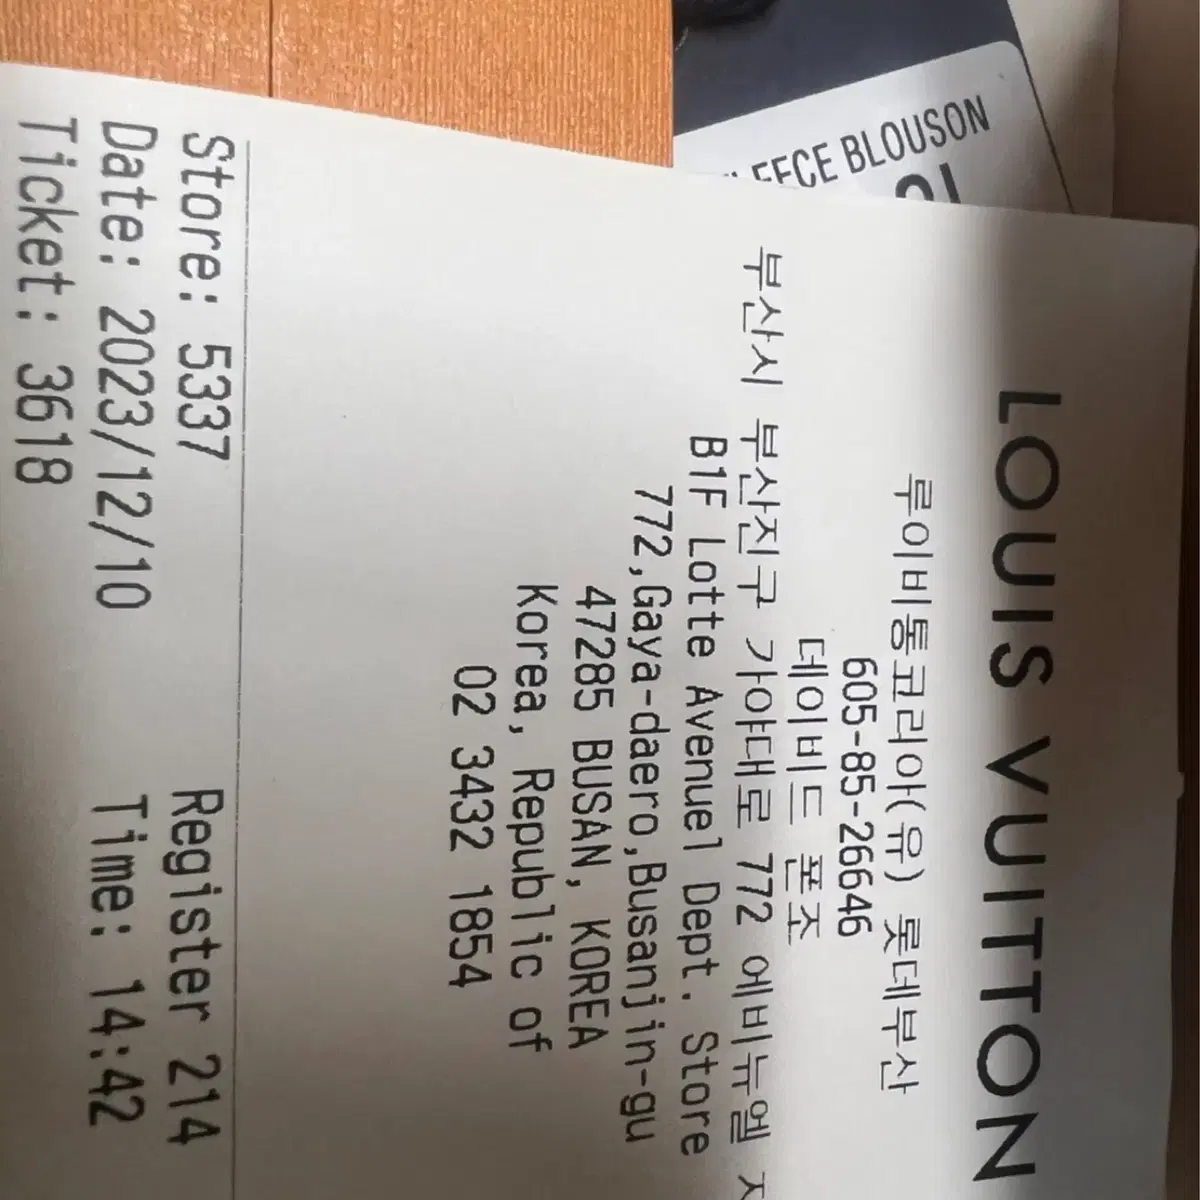 LOUIS VUITTON
루이비통코리아(유) 롯데부산
605-85-26646
데이비드 폰조
부산시 부산진구 가야대로 772 에비뉴엘
B1F Lotte Avenuel Dept. Store
772,Gaya-daero,Busanjin-gu
47285 BUSAN, KOREA
Korea, Republic of
02 3432 1854
Store: 5337 Register 214
Date: 2023/12/10 Time: 14:42
Ticket: 3618
BLOUSON